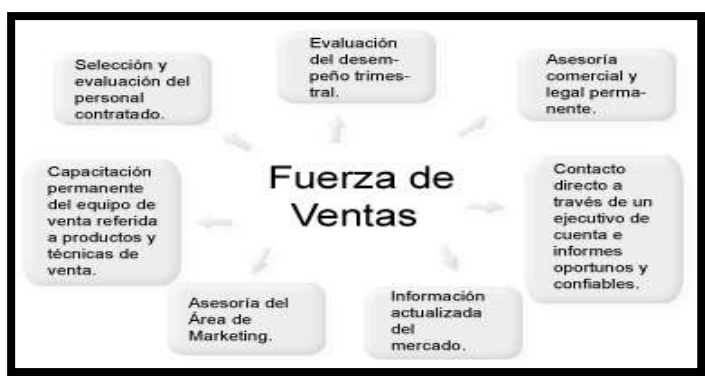 Selección y
evaluación del
personal
contratado.
Evaluación
del desem-
peño trimes-
tral.
Asesoría
comercial y
legal perma-
nente.
Fuerza de
Ventas
Capacitación
permanente
del equipo de
venta referida
a productos y
técnicas de
venta.
Contacto
directo a
través de un
ejecutivo de
cuenta e
informes
oportunos y
confiables.
Asesoría del
Área de
Marketing.
Información
actualizada
del
mercado.